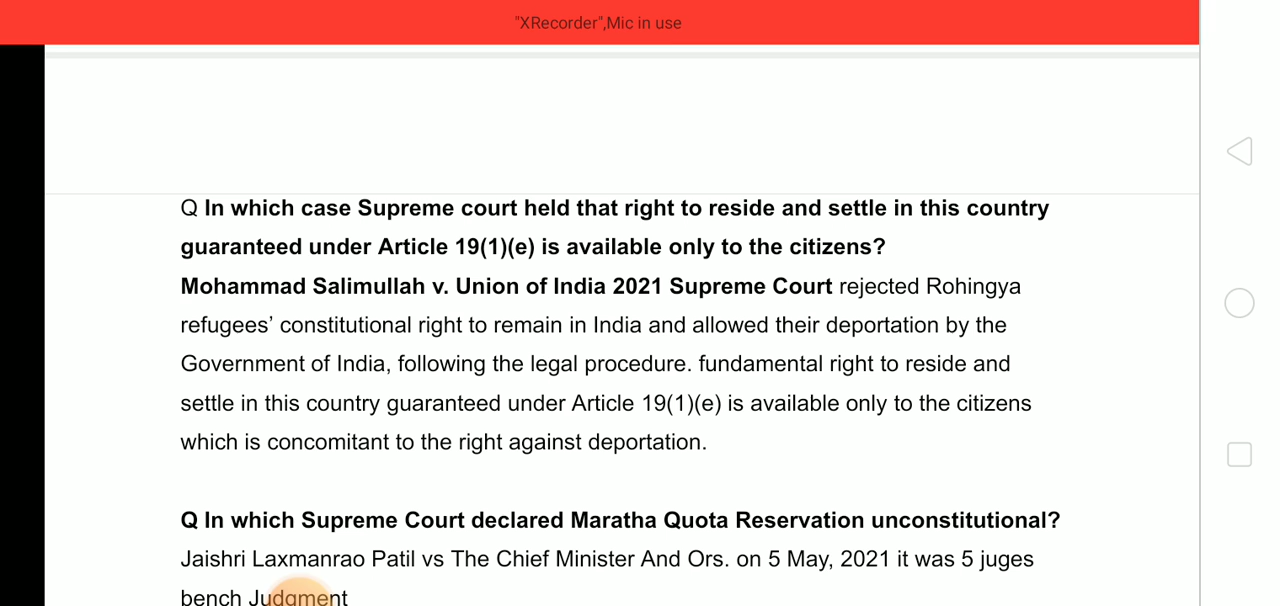 "XRecorder",Mic in use
Q In which case Supreme court held that right to reside and settle in this country
guaranteed under Article 19(1)(e) is available only to the citizens?
Mohammad Salimullah v. Union of India 2021 Supreme Court rejected Rohingya
refugees’ constitutional right to remain in India and allowed their deportation by the
Government of India, following the legal procedure. fundamental right to reside and
settle in this country guaranteed under Article 19(1)(e) is available only to the citizens
which is concomitant to the right against deportation.
Q In which Supreme Court declared Maratha Quota Reservation unconstitutional?
Jaishri Laxmanrao Patil vs The Chief Minister And Ors. on 5 May, 2021 it was 5 juges
bench Judgment